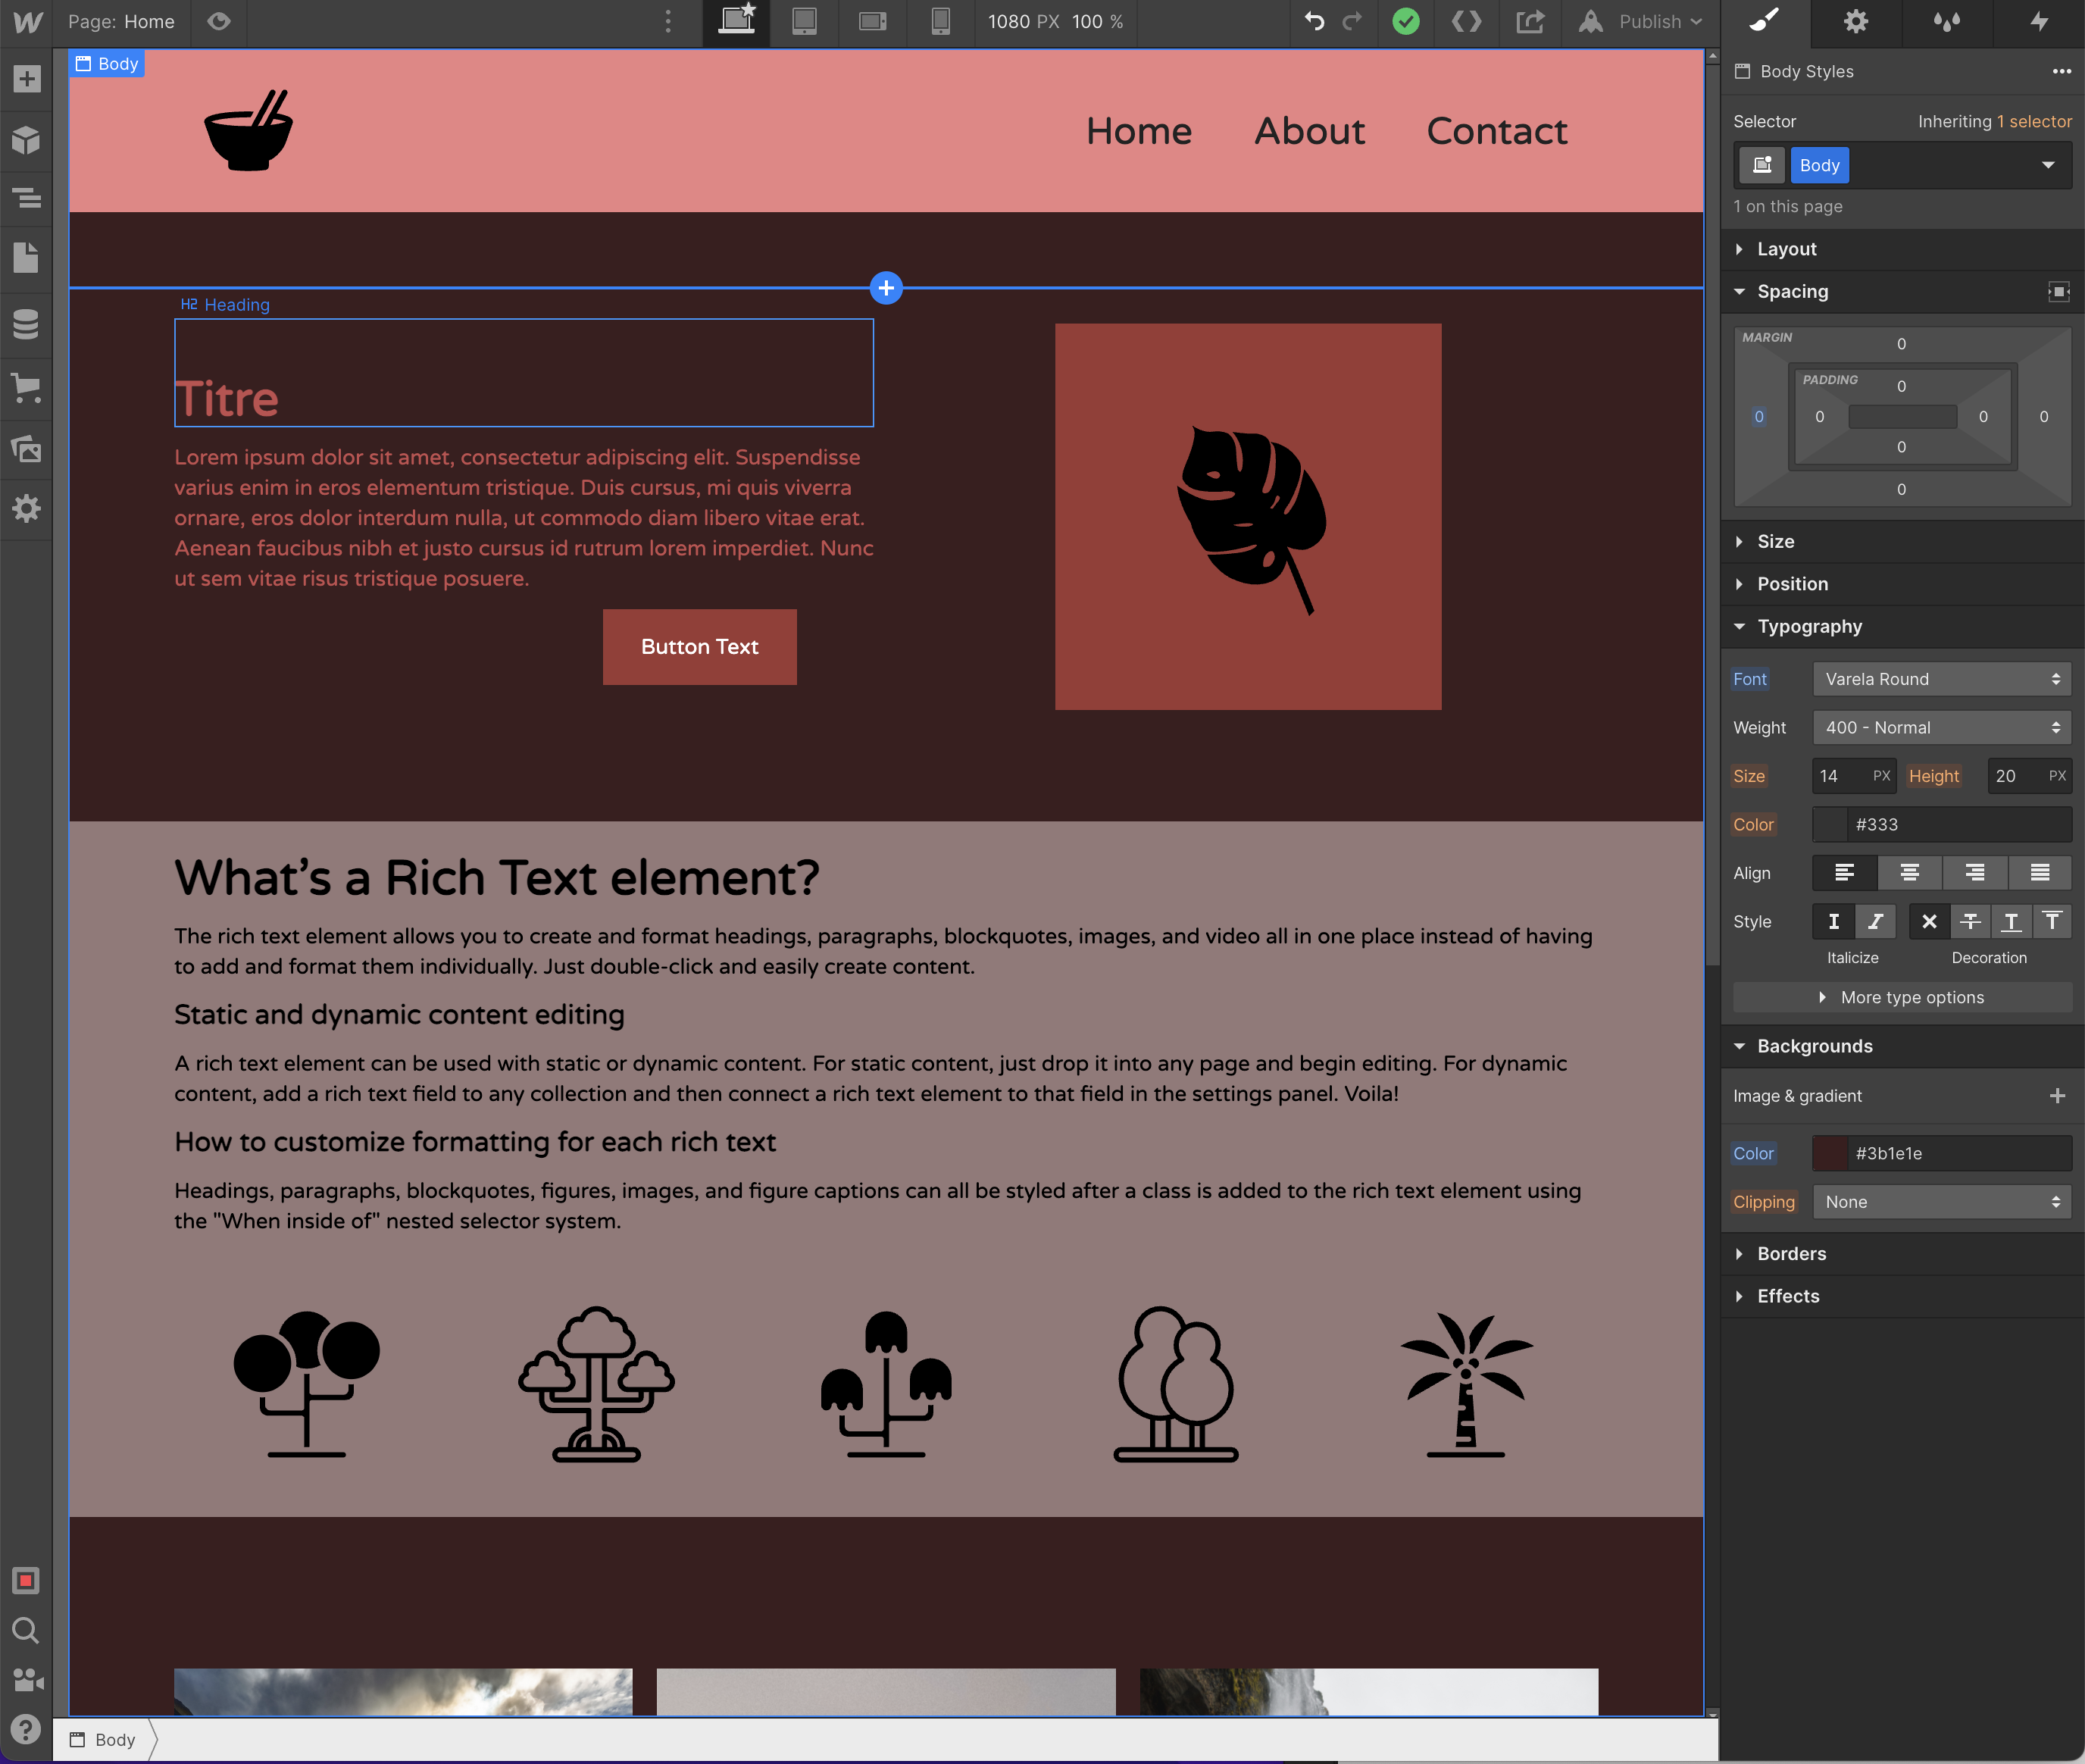 Page: Home
1080 PX 100 %
Publish
Body
Home About Contact
H2 Heading
Titre
Lorem ipsum dolor sit amet, consectetur adipiscing elit. Suspendisse
varius enim in eros elementum tristique. Duis cursus, mi quis viverra
ornare, eros dolor interdum nulla, ut commodo diam libero vitae erat.
Aenean faucibus nibh et justo cursus id rutrum lorem imperdiet. Nunc
ut sem vitae risus tristique posuere.
Button Text
What’s a Rich Text element?
The rich text element allows you to create and format headings, paragraphs, blockquotes, images, and video all in one place instead of having
to add and format them individually. Just double-click and easily create content.
Static and dynamic content editing
A rich text element can be used with static or dynamic content. For static content, just drop it into any page and begin editing. For dynamic
content, add a rich text field to any collection and then connect a rich text element to that field in the settings panel. Voila!
How to customize formatting for each rich text
Headings, paragraphs, blockquotes, figures, images, and figure captions can all be styled after a class is added to the rich text element using
the "When inside of" nested selector system.
Body
Body Styles
Selector Inheriting 1 selector
Body
1 on this page
Layout
Spacing
MARGIN
0
PADDING
0
0 0 0 0
0
0
Size
Position
Typography
Font Varela Round
Weight 400 - Normal
Size 14 PX Height 20 PX
Color #333
Align
Style
Italicize Decoration
More type options
Backgrounds
Image & gradient
Color #3b1e1e
Clipping None
Borders
Effects